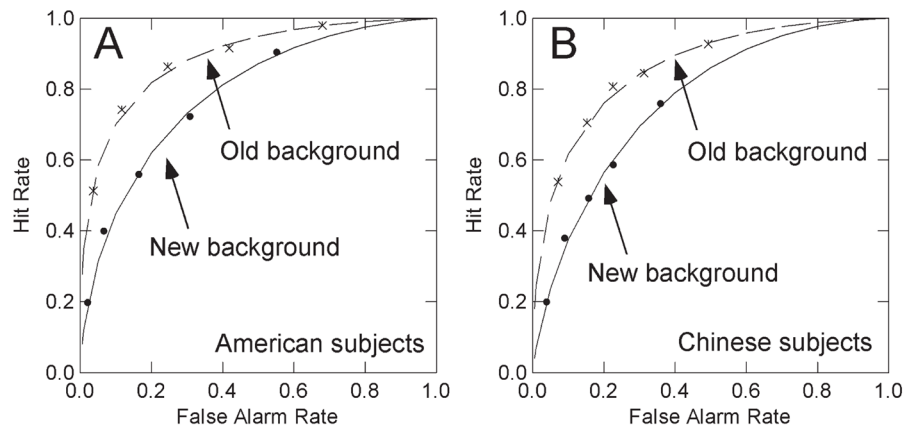 A
Hit Rate
1.0
0.8
0.6
0.4
0.2
0.0
Old background
New background
American subjects
0.0 0.2 0.4 0.6 0.8 1.0
False Alarm Rate
B
Hit Rate
1.0
0.8
0.6
0.4
0.2
0.0
Old background
New background
Chinese subjects
0.0 0.2 0.4 0.6 0.8 1.0
False Alarm Rate